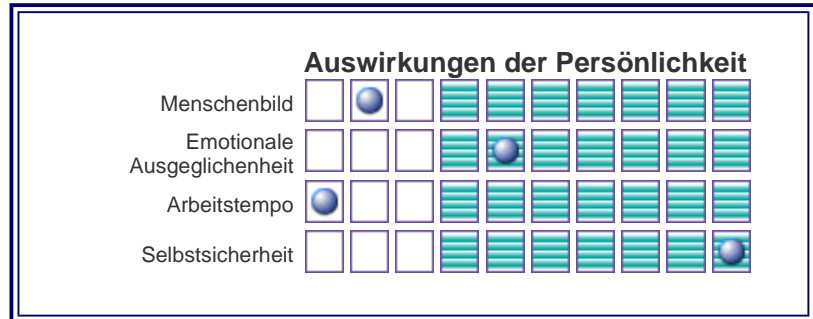 Auswirkungen der Persönlichkeit
Menschenbild
Emotionale
Ausgeglichenheit
Arbeitstempo
Selbstsicherheit